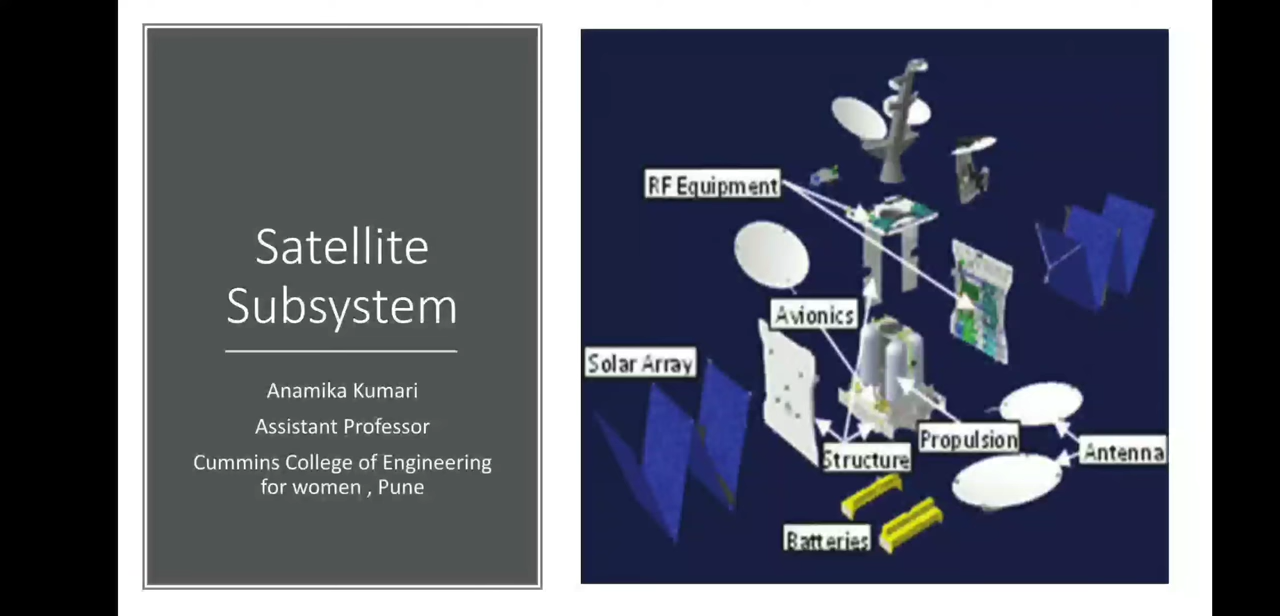 Satellite
Subsystem
Anamika Kumari
Assistant Professor
Cummins College of Engineering
for women , Pune
RF Equipment
Avionics
Solar Array
Propulsion
Structure
Antenna
Batteries